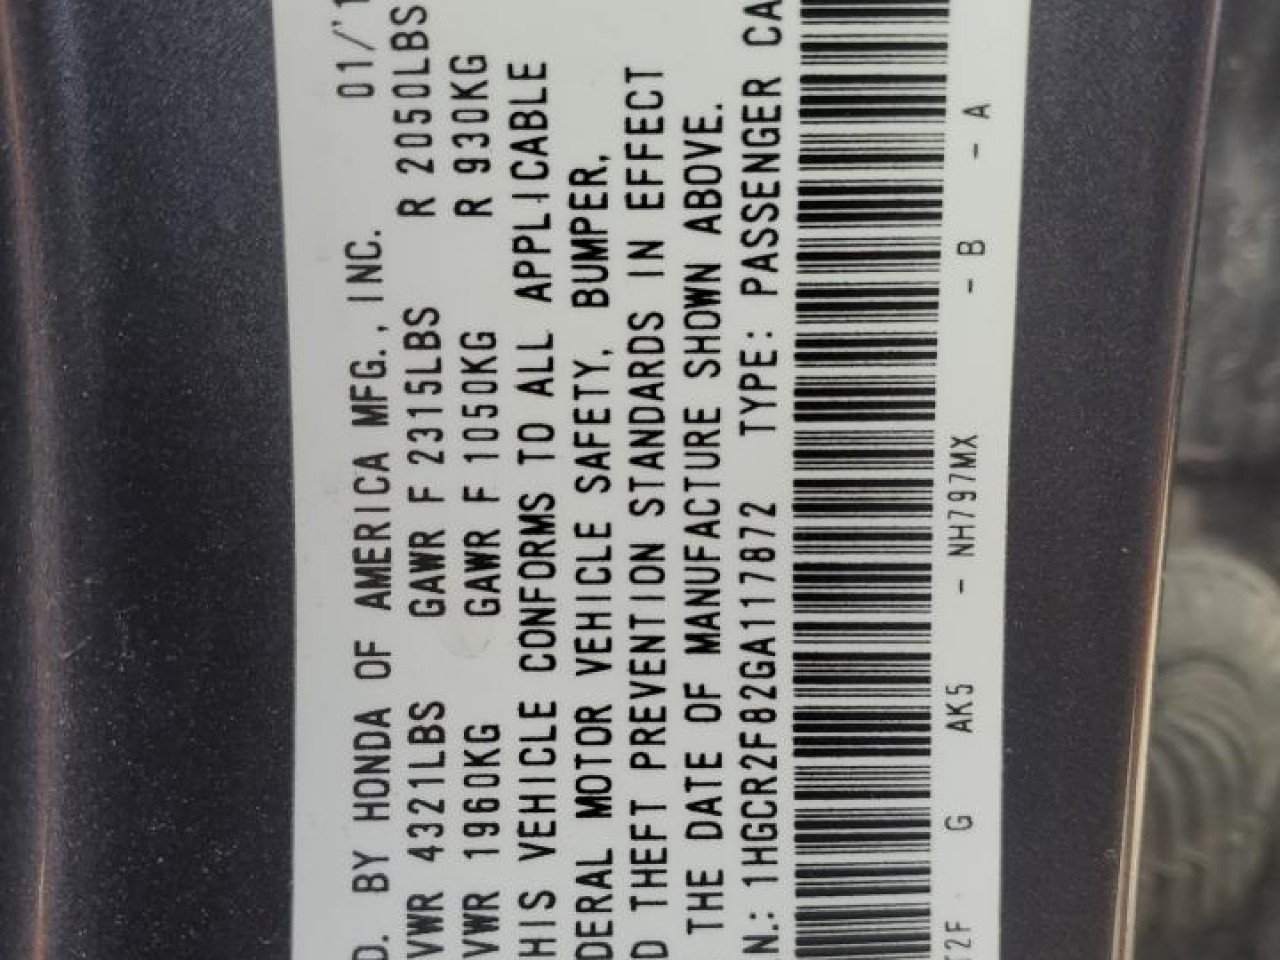 D. BY HONDA OF AMERICA MFG., INC. 01/'1
VWR 4321LBS GAWR F 2315LBS R 2050LBS
VWR 1960KG GAWR F 1050KG R 930KG
HIS VEHICLE CONFORMS TO ALL APPLICABLE
DERAL MOTOR VEHICLE SAFETY, BUMPER,
D THEFT PREVENTION STANDARDS IN EFFECT
THE DATE OF MANUFACTURE SHOWN ABOVE.
N.: 1HGCR2F82GA117872 TYPE: PASSENGER CA
T2F G AK5 - NH797MX - B - A